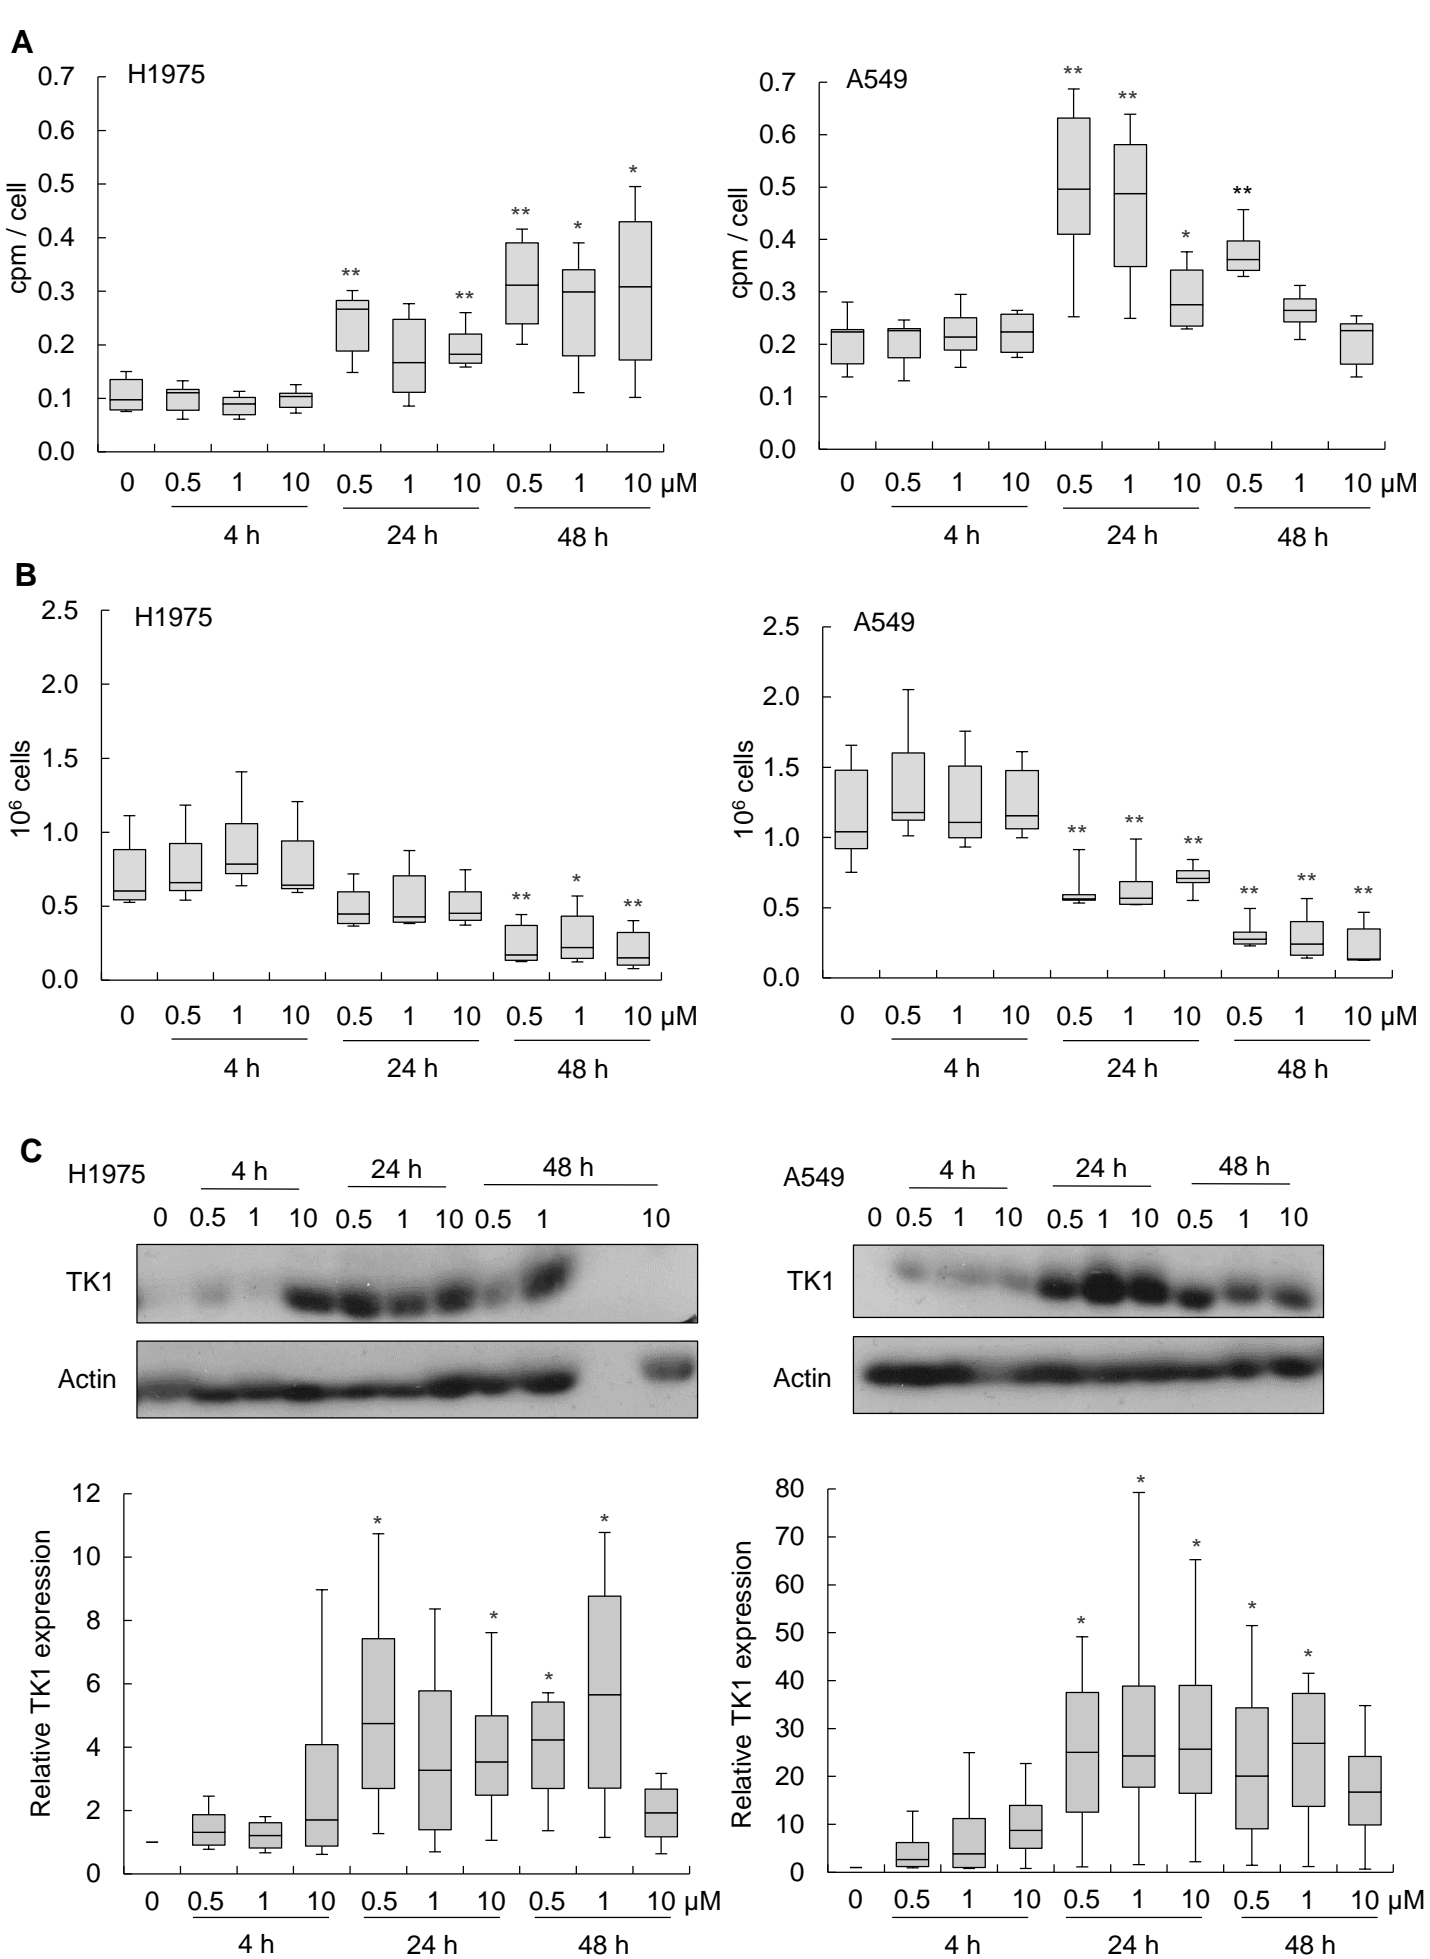 A
H1975
0.7
0.6
0.5
0.4
0.3
0.2
0.1
0.0
cpm / cell
** ** ** * *
0 0.5 1 10 0.5 1 10 0.5 1 10 µM
4 h 24 h 48 h
A549
0.7
0.6
0.5
0.4
0.3
0.2
0.1
0.0
cpm / cell
** ** * **
0 0.5 1 10 0.5 1 10 0.5 1 10 µM
4 h 24 h 48 h
B
H1975
2.5
2.0
1.5
1.0
0.5
0.0
10⁶ cells
** * **
0 0.5 1 10 0.5 1 10 0.5 1 10 µM
4 h 24 h 48 h
A549
2.5
2.0
1.5
1.0
0.5
0.0
10⁶ cells
** ** ** ** ** **
0 0.5 1 10 0.5 1 10 0.5 1 10 µM
4 h 24 h 48 h
C
H1975 4 h 24 h 48 h
0 0.5 1 10 0.5 1 10 0.5 1 10
TK1
Actin
A549 4 h 24 h 48 h
0 0.5 1 10 0.5 1 10 0.5 1 10
TK1
Actin
12
10
8
6
4
2
0
Relative TK1 expression
* * * *
0 0.5 1 10 0.5 1 10 0.5 1 10 µM
4 h 24 h 48 h
80
70
60
50
40
30
20
10
0
Relative TK1 expression
* * * * *
0 0.5 1 10 0.5 1 10 0.5 1 10 µM
4 h 24 h 48 h